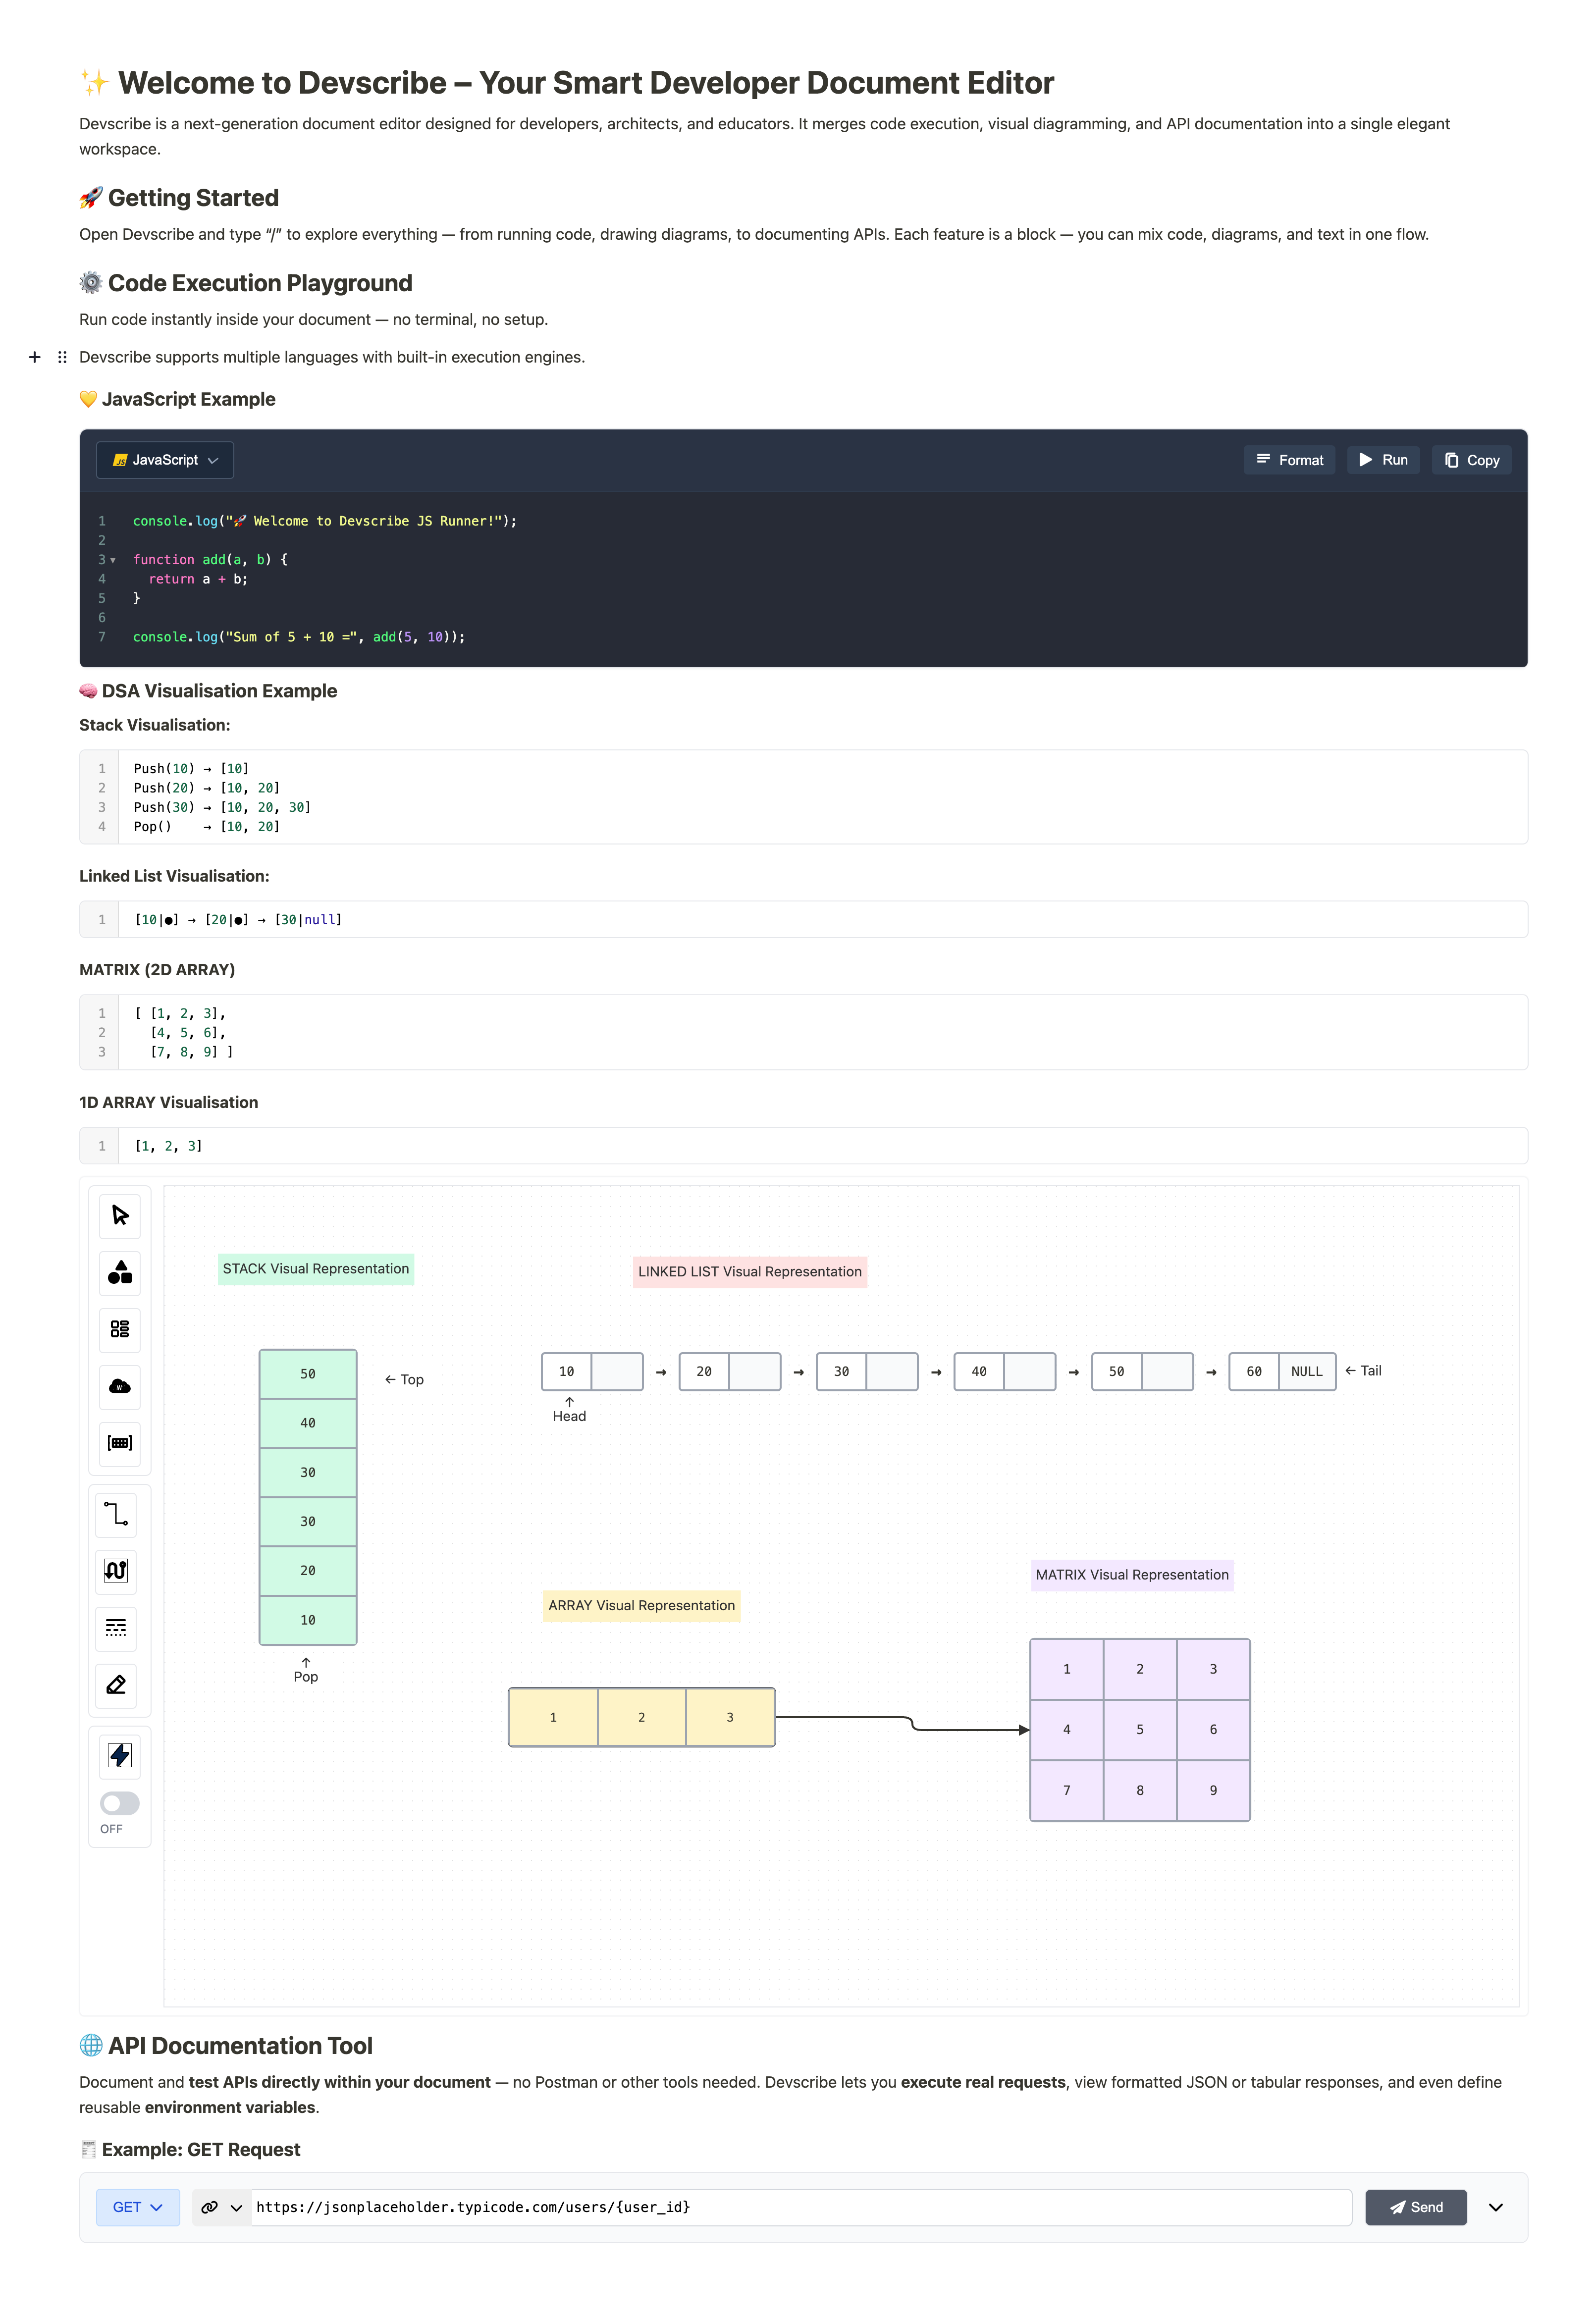 ✨ Welcome to Devscribe – Your Smart Developer Document Editor
Devscribe is a next-generation document editor designed for developers, architects, and educators. It merges code execution, visual diagramming, and API documentation into a single elegant
workspace.
🚀 Getting Started
Open Devscribe and type “/” to explore everything — from running code, drawing diagrams, to documenting APIs. Each feature is a block — you can mix code, diagrams, and text in one flow.
⚙️ Code Execution Playground
Run code instantly inside your document — no terminal, no setup.
Devscribe supports multiple languages with built-in execution engines.
💛 JavaScript Example
JS JavaScript
Format Run Copy
1 console.log("🚀 Welcome to Devscribe JS Runner!");
2
3 function add(a, b) {
4   return a + b;
5 }
6
7 console.log("Sum of 5 + 10 =", add(5, 10));
🧠 DSA Visualisation Example
Stack Visualisation:
1 Push(10) → [10]
2 Push(20) → [10, 20]
3 Push(30) → [10, 20, 30]
4 Pop()    → [10, 20]
Linked List Visualisation:
1 [10|●] → [20|●] → [30|null]
MATRIX (2D ARRAY)
1 [ [1, 2, 3],
2   [4, 5, 6],
3   [7, 8, 9] ]
1D ARRAY Visualisation
1 [1, 2, 3]
STACK Visual Representation
50
← Top
40
30
30
20
10
↑
Pop
LINKED LIST Visual Representation
10 → 20 → 30 → 40 → 50 → 60 NULL ← Tail
↑
Head
ARRAY Visual Representation
1 2 3
MATRIX Visual Representation
1 2 3
4 5 6
7 8 9
W
OFF
🌐 API Documentation Tool
Document and test APIs directly within your document — no Postman or other tools needed. Devscribe lets you execute real requests, view formatted JSON or tabular responses, and even define
reusable environment variables.
🧾 Example: GET Request
GET https://jsonplaceholder.typicode.com/users/{user_id} Send